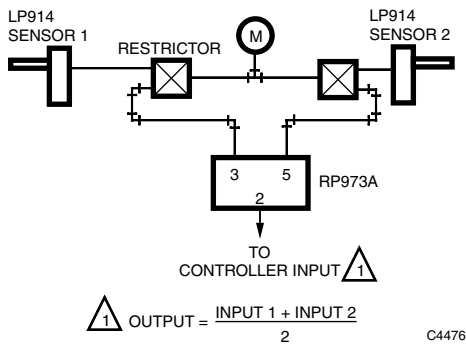 LP914
SENSOR 1
RESTRICTOR
M
LP914
SENSOR 2
3 5
2
RP973A
TO
CONTROLLER INPUT 1
1 OUTPUT = INPUT 1 + INPUT 2
2
C4476